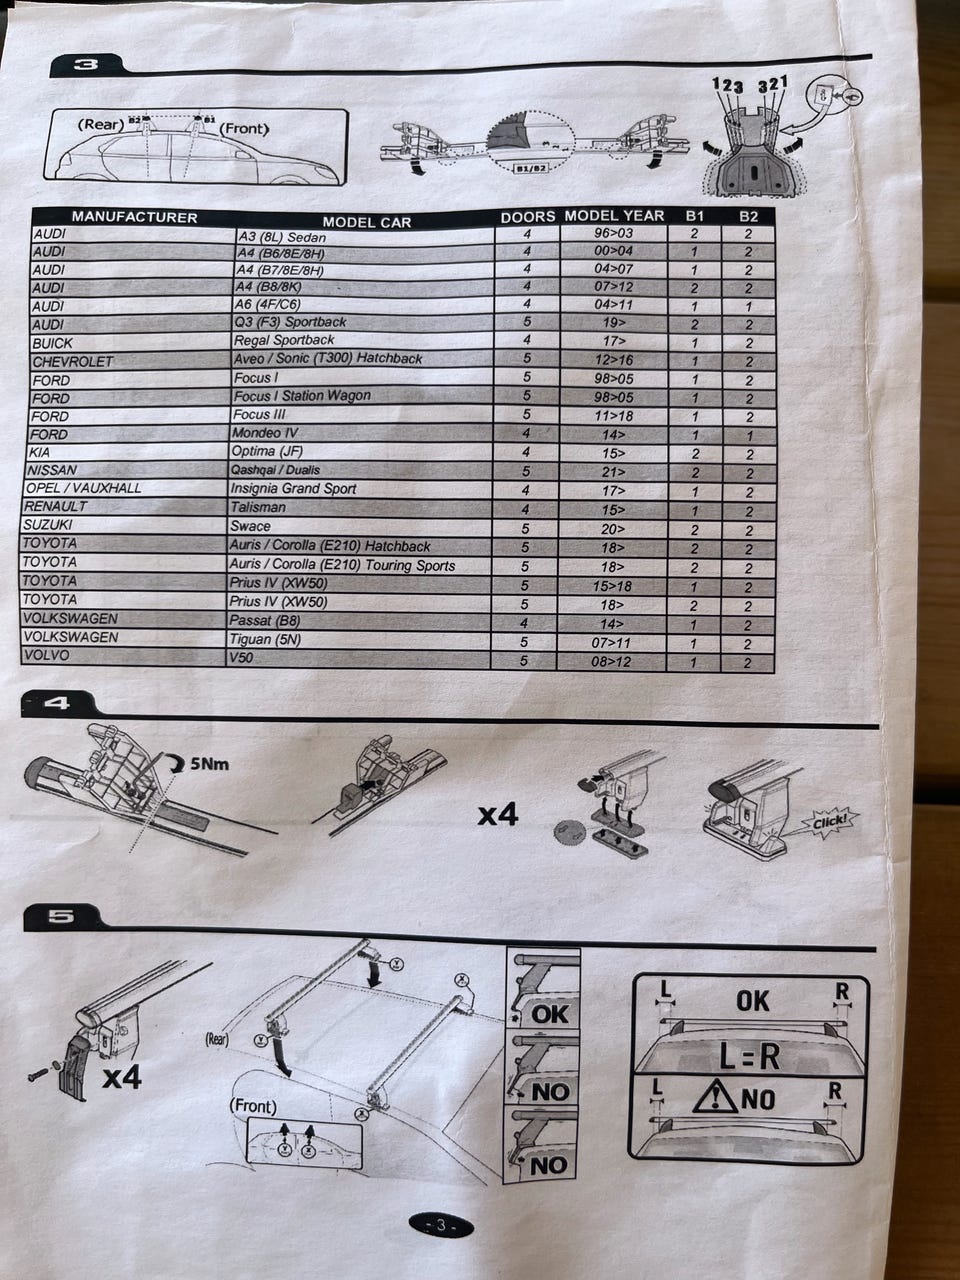 3
(Rear) B2 B1 (Front)
B1/B2
1 2 3 3 2 1
MANUFACTURER MODEL CAR DOORS MODEL YEAR B1 B2
AUDI A3 (8L) Sedan 4 96>03 2 2
AUDI A4 (B6/8E/8H) 4 00>04 1 2
AUDI A4 (B7/8E/8H) 4 04>07 1 2
AUDI A4 (B8/8K) 4 07>12 2 2
AUDI A6 (4F/C6) 4 04>11 1 1
AUDI Q3 (F3) Sportback 5 19> 2 2
BUICK Regal Sportback 4 17> 1 2
CHEVROLET Aveo / Sonic (T300) Hatchback 5 12>16 1 2
FORD Focus I 5 98>05 1 2
FORD Focus I Station Wagon 5 98>05 1 2
FORD Focus III 5 11>18 1 2
FORD Mondeo IV 4 14> 1 1
KIA Optima (JF) 4 15> 2 2
NISSAN Qashqai / Dualis 5 21> 2 2
OPEL / VAUXHALL Insignia Grand Sport 4 17> 1 2
RENAULT Talisman 4 15> 1 2
SUZUKI Swace 5 20> 2 2
TOYOTA Auris / Corolla (E210) Hatchback 5 18> 2 2
TOYOTA Auris / Corolla (E210) Touring Sports 5 18> 2 2
TOYOTA Prius IV (XW50) 5 15>18 1 2
TOYOTA Prius IV (XW50) 5 18> 2 2
VOLKSWAGEN Passat (B8) 4 14> 1 2
VOLKSWAGEN Tiguan (5N) 5 07>11 1 2
VOLVO V50 5 08>12 1 2
4
5Nm
x4
Click!
5
x4
(Rear)
Y
X
Y
X
(Front)
Y X
OK
NO
NO
L OK R
L=R
L NO R
- 3 -